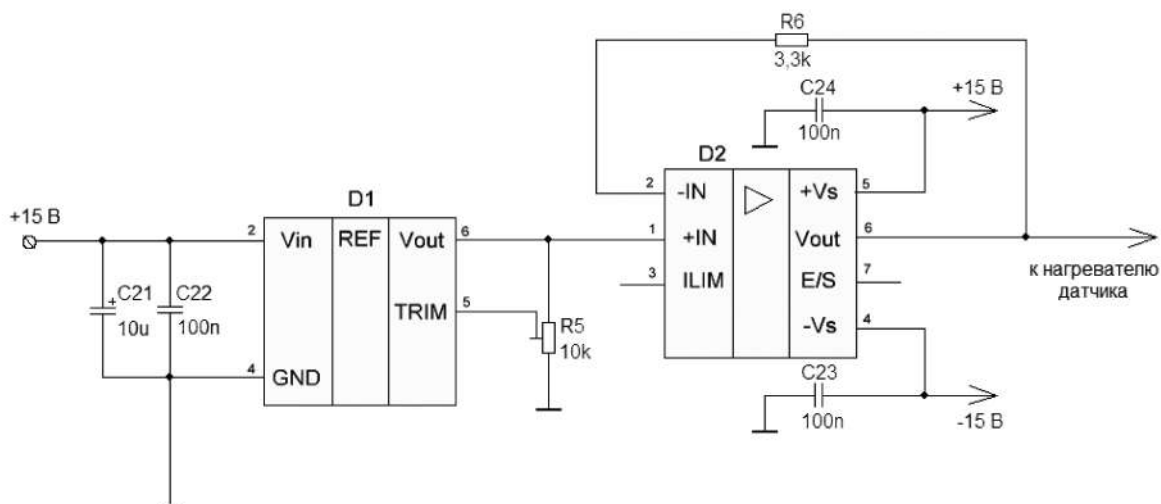 R6
3,3k
C24
100n
+15 В
D2
2
-IN
+Vs
5
D1
+15 В
2
Vin
REF
Vout
6
1
+IN
Vout
6
к нагревателю
датчика
3
ILIM
E/S
7
+
C21
10u
C22
100n
TRIM
5
R5
10k
-Vs
4
4
GND
C23
100n
-15 В